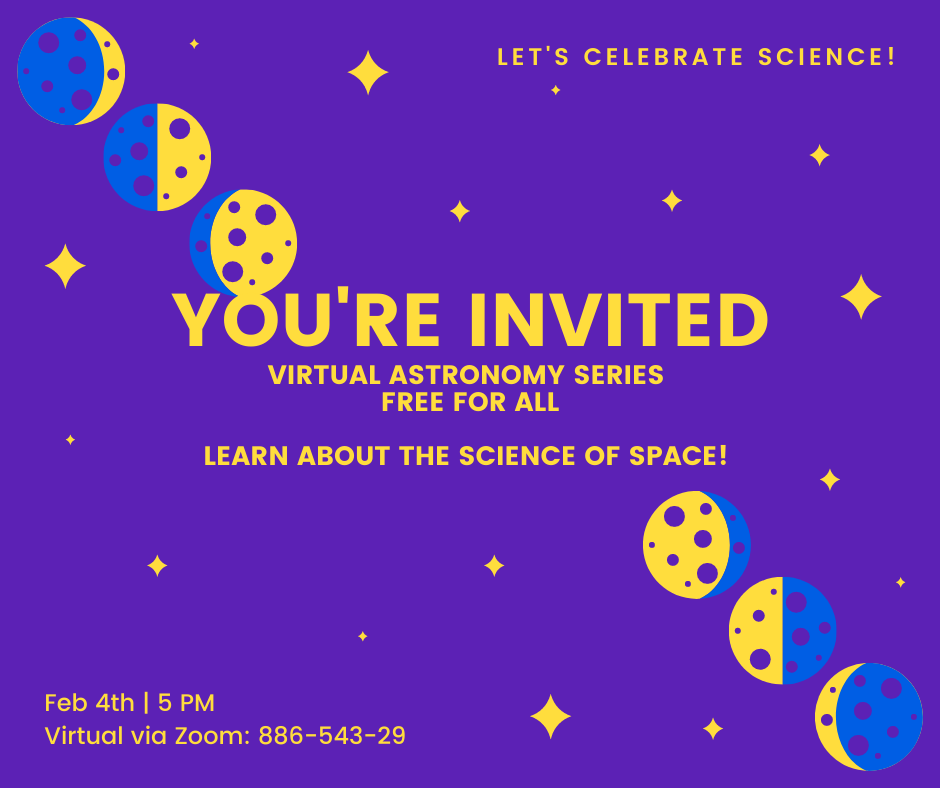 LET'S CELEBRATE SCIENCE!
YOU'RE INVITED
VIRTUAL ASTRONOMY SERIES
FREE FOR ALL
LEARN ABOUT THE SCIENCE OF SPACE!
Feb 4th | 5 PM
Virtual via Zoom: 886-543-29